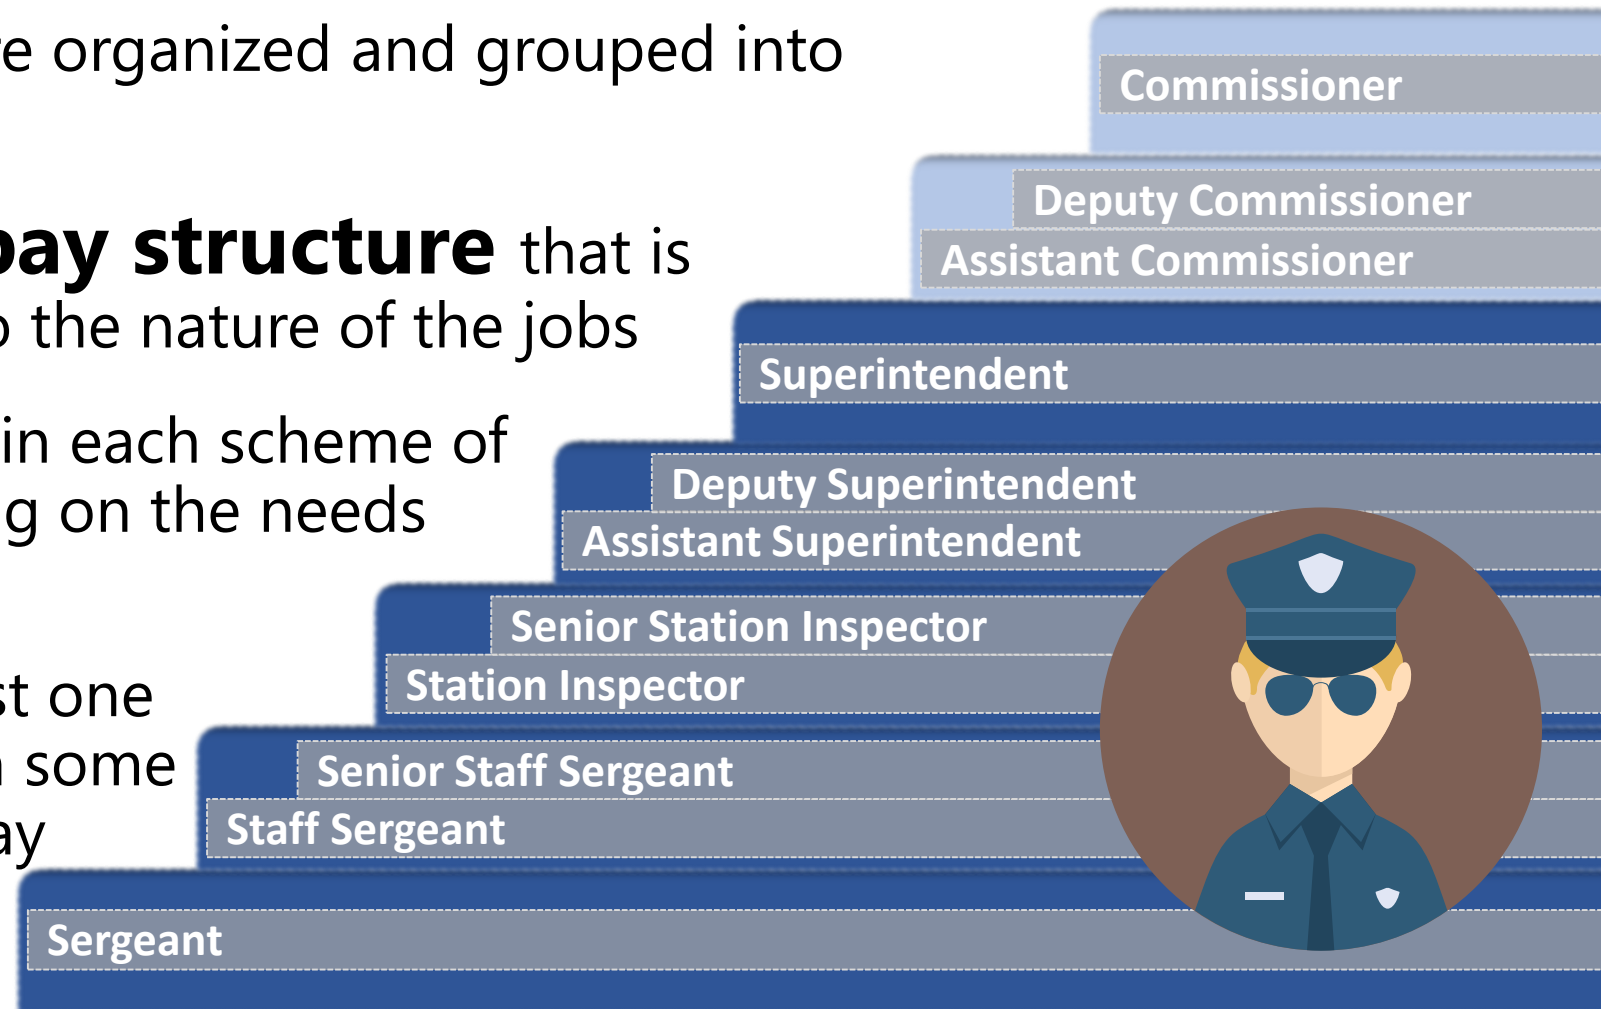 re organized and grouped into
pay structure that is
o the nature of the jobs
in each scheme of
g on the needs
st one
some
ay
Commissioner
Deputy Commissioner
Assistant Commissioner
Superintendent
Deputy Superintendent
Assistant Superintendent
Senior Station Inspector
Station Inspector
Senior Staff Sergeant
Staff Sergeant
Sergeant